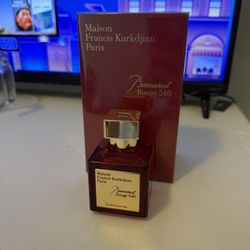 Maison
Francis Kurkdjian
Paris
Baccarat
Rouge 540
Maison
Francis Kurkdjian
Paris
Baccarat
Rouge 540